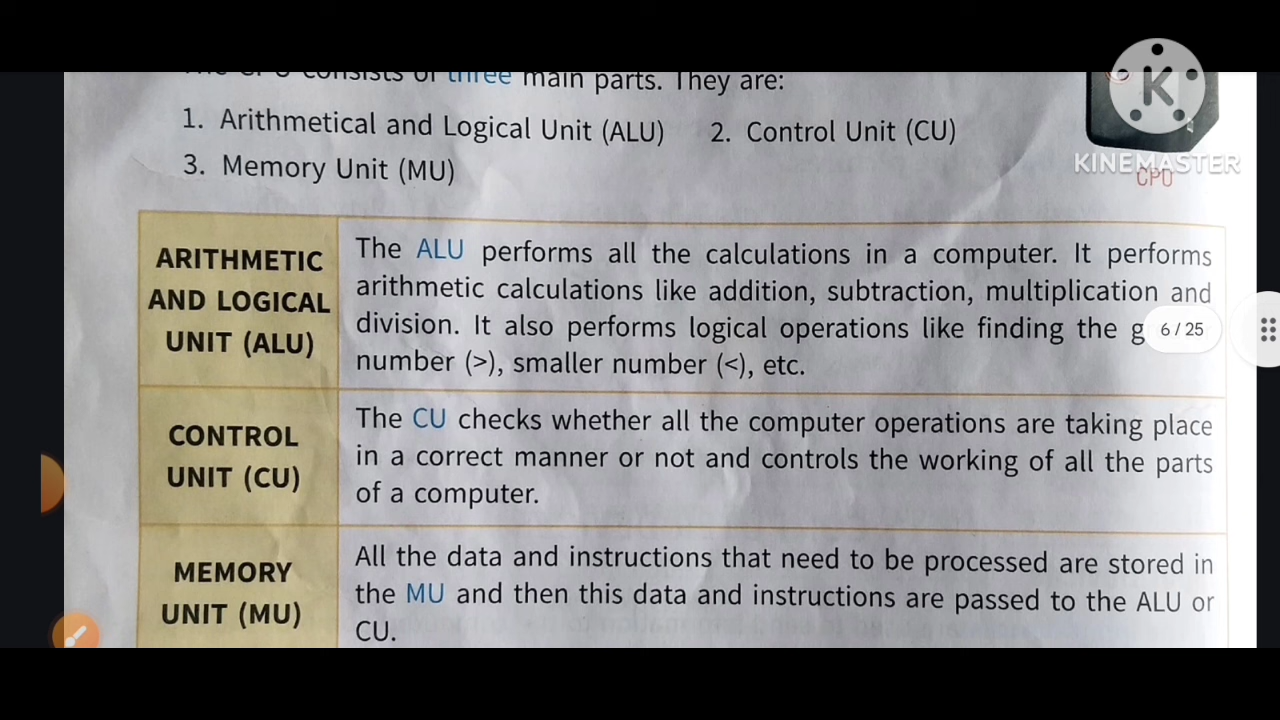 The CPU consists of three main parts. They are:
1. Arithmetical and Logical Unit (ALU) 2. Control Unit (CU)
3. Memory Unit (MU)
K
KINEMASTER
CPU
ARITHMETIC
AND LOGICAL
UNIT (ALU)
The ALU performs all the calculations in a computer. It performs
arithmetic calculations like addition, subtraction, multiplication and
division. It also performs logical operations like finding the
number (>), smaller number (<), etc.
6 / 25
CONTROL
UNIT (CU)
The CU checks whether all the computer operations are taking place
in a correct manner or not and controls the working of all the parts
of a computer.
MEMORY
UNIT (MU)
All the data and instructions that need to be processed are stored in
the MU and then this data and instructions are passed to the ALU or
CU.